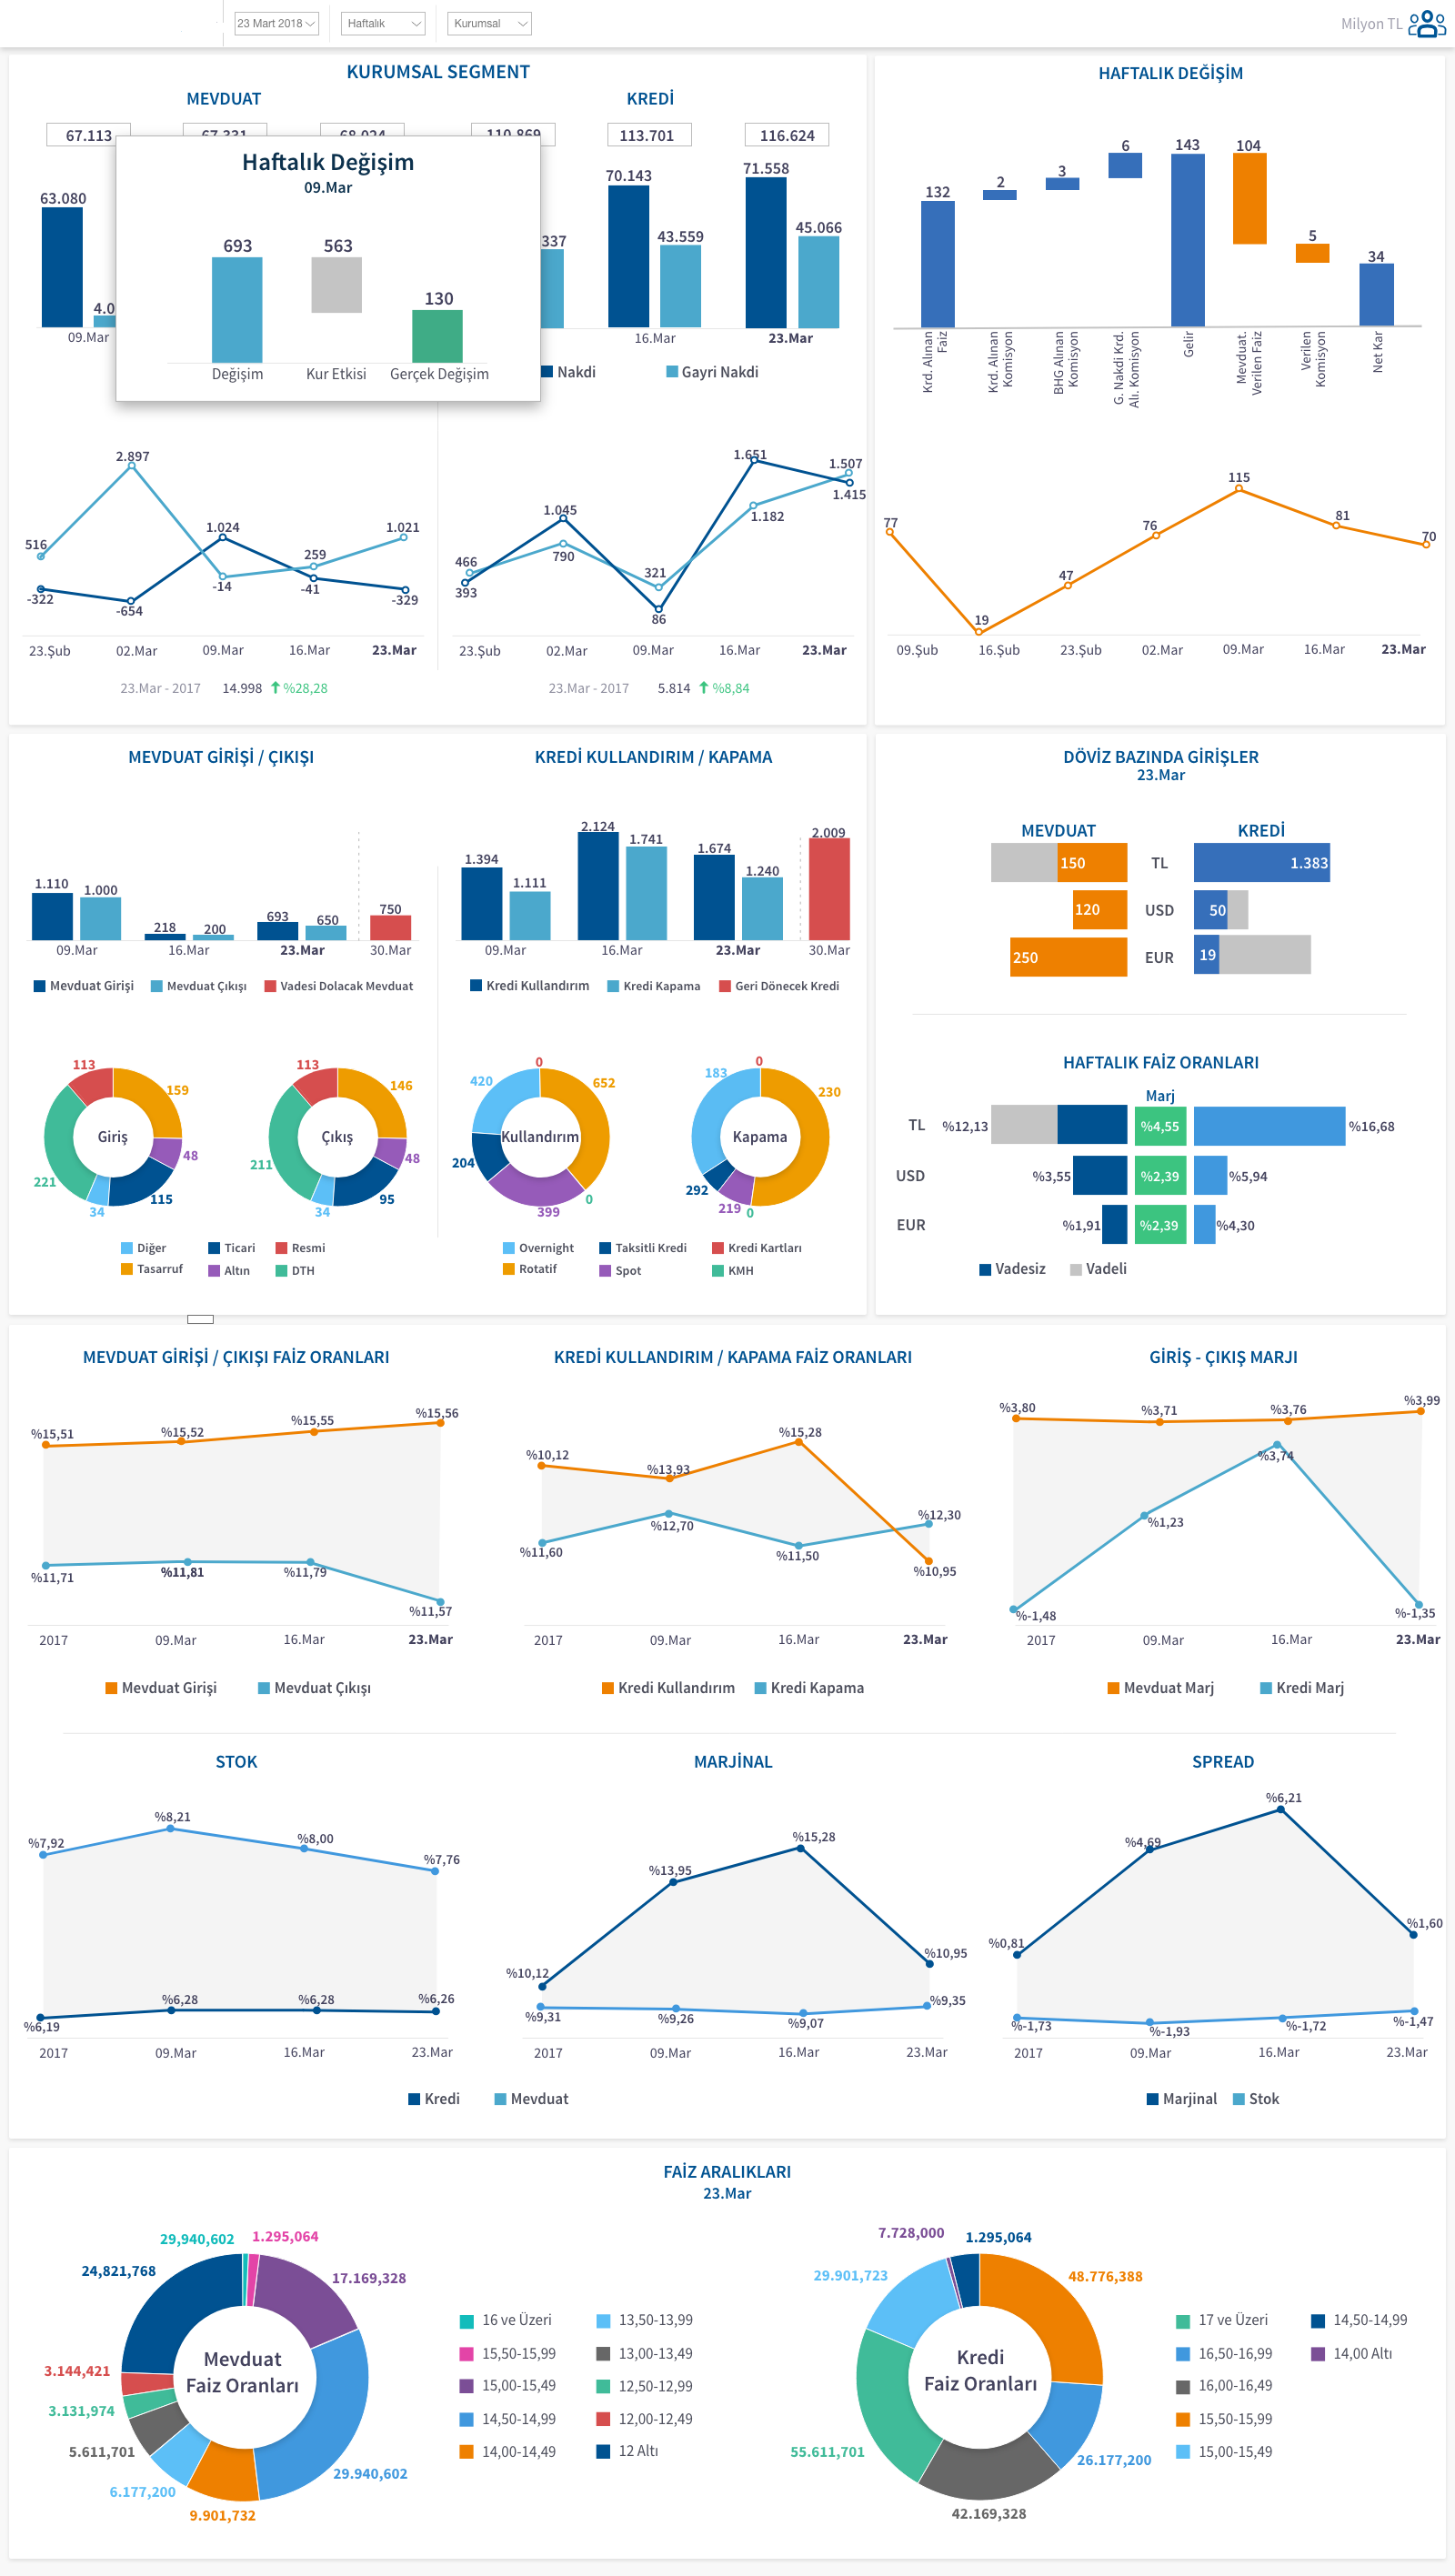 23 Mart 2018
Haftalık
Kurumsal
Milyon TL
KURUMSAL SEGMENT
MEVDUAT
KREDİ
67.113
67.331
68.024
110.869
113.701
116.624
63.080
4.0
337
70.143
43.559
71.558
45.066
09.Mar
16.Mar
23.Mar
Nakdi
Gayri Nakdi
Haftalık Değişim
09.Mar
693
563
130
Değişim
Kur Etkisi
Gerçek Değişim
516
2.897
1.024
259
1.021
-322
-654
-14
-41
-329
23.Şub
02.Mar
09.Mar
16.Mar
23.Mar
23.Mar - 2017
14.998
%28,28
466
1.045
321
1.651
1.507
393
790
86
1.182
1.415
23.Şub
02.Mar
09.Mar
16.Mar
23.Mar
23.Mar - 2017
5.814
%8,84
HAFTALIK DEĞİŞİM
132
2
3
6
143
104
5
34
Krd. Alınan
Faiz
Krd. Alınan
Komisyon
BHG Alınan
Komisyon
G. Nakdi Krd.
Alı. Komisyon
Gelir
Mevduat.
Verilen Faiz
Verilen
Komisyon
Net Kar
77
19
47
76
115
81
70
09.Şub
16.Şub
23.Şub
02.Mar
09.Mar
16.Mar
23.Mar
MEVDUAT GİRİŞİ / ÇIKIŞI
1.110
1.000
218
200
693
650
750
09.Mar
16.Mar
23.Mar
30.Mar
Mevduat Girişi
Mevduat Çıkışı
Vadesi Dolacak Mevduat
KREDİ KULLANDIRIM / KAPAMA
1.394
1.111
2.124
1.741
1.674
1.240
2.009
09.Mar
16.Mar
23.Mar
30.Mar
Kredi Kullandırım
Kredi Kapama
Geri Dönecek Kredi
113
159
Giriş
48
221
115
34
113
146
Çıkış
48
211
95
34
Diğer
Ticari
Resmi
Tasarruf
Altın
DTH
0
420
652
Kullandırım
204
0
399
0
183
230
Kapama
292
219
0
Overnight
Taksitli Kredi
Kredi Kartları
Rotatif
Spot
KMH
DÖVİZ BAZINDA GİRİŞLER
23.Mar
MEVDUAT
KREDİ
150
TL
1.383
120
USD
50
250
EUR
19
HAFTALIK FAİZ ORANLARI
Marj
TL
%12,13
%4,55
%16,68
USD
%3,55
%2,39
%5,94
EUR
%1,91
%2,39
%4,30
Vadesiz
Vadeli
MEVDUAT GİRİŞİ / ÇIKIŞI FAİZ ORANLARI
%15,51
%15,52
%15,55
%15,56
%11,71
%11,81
%11,79
%11,57
2017
09.Mar
16.Mar
23.Mar
Mevduat Girişi
Mevduat Çıkışı
KREDİ KULLANDIRIM / KAPAMA FAİZ ORANLARI
%10,12
%13,93
%15,28
%12,30
%11,60
%12,70
%11,50
%10,95
2017
09.Mar
16.Mar
23.Mar
Kredi Kullandırım
Kredi Kapama
GİRİŞ - ÇIKIŞ MARJI
%3,80
%3,71
%3,76
%3,99
%3,74
%1,23
%-1,48
%-1,35
2017
09.Mar
16.Mar
23.Mar
Mevduat Marj
Kredi Marj
STOK
%7,92
%8,21
%8,00
%7,76
%6,19
%6,28
%6,28
%6,26
2017
09.Mar
16.Mar
23.Mar
MARJİNAL
%10,12
%13,95
%15,28
%10,95
%9,31
%9,26
%9,07
%9,35
2017
09.Mar
16.Mar
23.Mar
Kredi
Mevduat
SPREAD
%0,81
%4,69
%6,21
%1,60
%-1,73
%-1,93
%-1,72
%-1,47
2017
09.Mar
16.Mar
23.Mar
Marjinal
Stok
FAİZ ARALIKLARI
23.Mar
29,940,602
1.295,064
24,821,768
17.169,328
Mevduat
Faiz Oranları
3.144,421
3.131,974
5.611,701
6.177,200
9.901,732
29.940,602
16 ve Üzeri
13,50-13,99
15,50-15,99
13,00-13,49
15,00-15,49
12,50-12,99
14,50-14,99
12,00-12,49
14,00-14,49
12 Altı
7.728,000
1.295,064
29.901,723
48.776,388
Kredi
Faiz Oranları
55.611,701
26.177,200
42.169,328
17 ve Üzeri
14,50-14,99
16,50-16,99
14,00 Altı
16,00-16,49
15,50-15,99
15,00-15,49